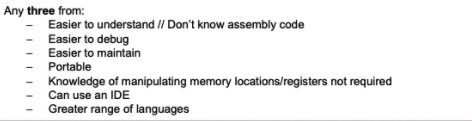 Any three from:
– Easier to understand // Don't know assembly code
– Easier to debug
– Easier to maintain
– Portable
– Knowledge of manipulating memory locations/registers not required
– Can use an IDE
– Greater range of languages